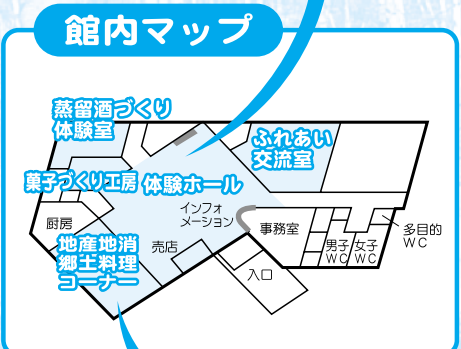 館内マップ
蒸留酒づくり
体験室
ふれあい
交流室
菓子づくり工房
体験ホール
インフォ
メーション
厨房
事務室
多目的
WC
地産地消
郷土料理
コーナー
売店
男子
WC
女子
WC
入口